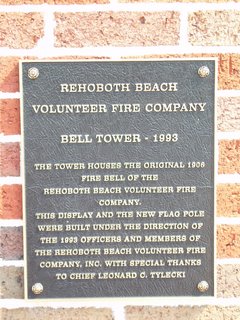 REHOBOTH BEACH
VOLUNTEER FIRE COMPANY
BELL TOWER - 1993
THE TOWER HOUSES THE ORIGINAL 1906
FIRE BELL OF THE
REHOBOTH BEACH VOLUNTEER FIRE
COMPANY.
THIS DISPLAY AND THE NEW FLAG POLE
WERE BUILT UNDER THE DIRECTION OF
THE 1993 OFFICERS AND MEMBERS OF
THE REHOBOTH BEACH VOLUNTEER FIRE
COMPANY, INC. WITH SPECIAL THANKS
TO CHIEF LEONARD C. TYLECKI